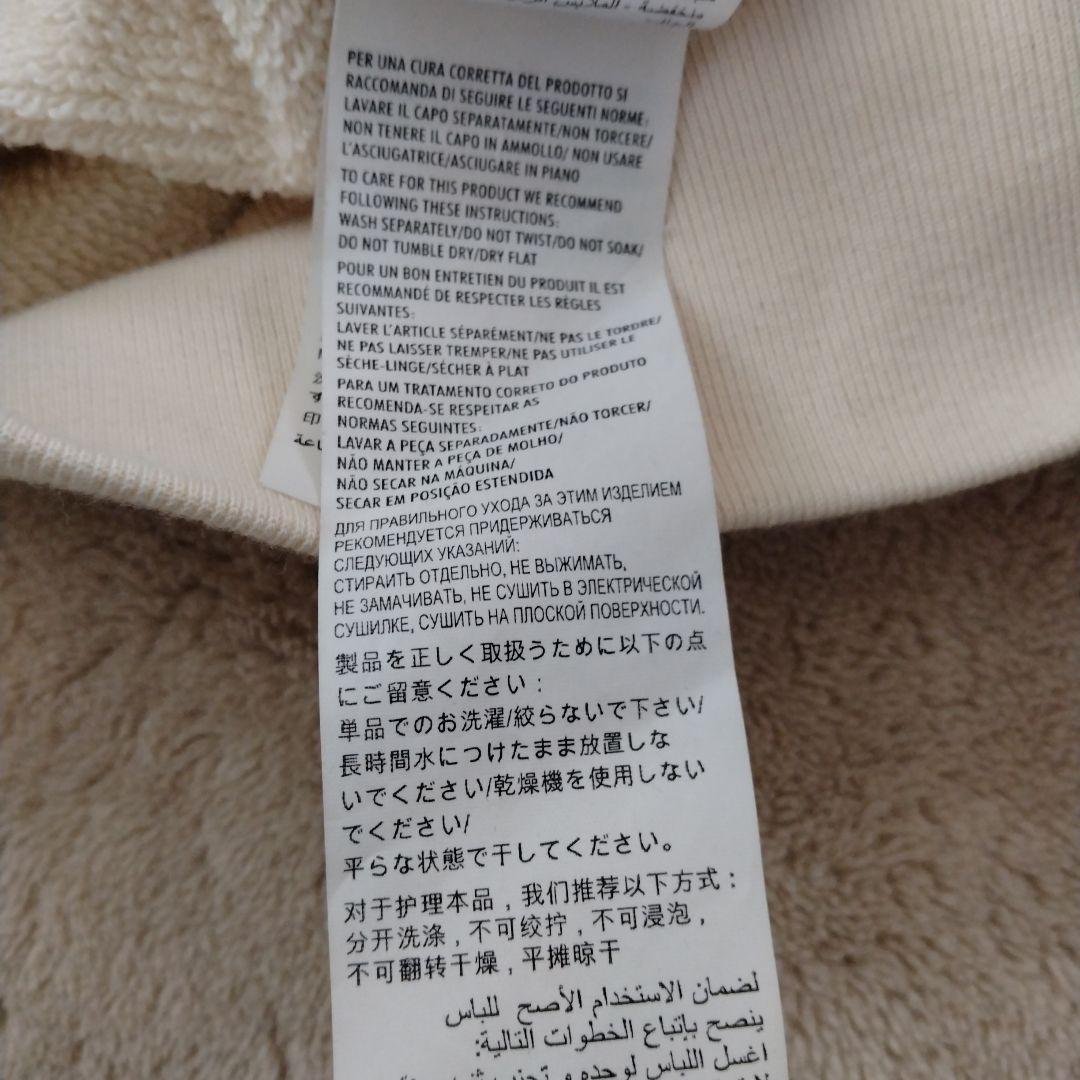 PER UNA CURA CORRETTA DEL PRODOTTO SI
RACCOMANDA DI SEGUIRE LE SEGUENTI NORME:
LAVARE IL CAPO SEPARATAMENTE/NON TORCERE/
NON TENERE IL CAPO IN AMMOLLO/ NON USARE
L'ASCIUGATRICE/ASCIUGARE IN PIANO
TO CARE FOR THIS PRODUCT WE RECOMMEND
FOLLOWING THESE INSTRUCTIONS:
WASH SEPARATELY/DO NOT TWIST/DO NOT SOAK/
DO NOT TUMBLE DRY/DRY FLAT
POUR UN BON ENTRETIEN DU PRODUIT IL EST
RECOMMANDÉ DE RESPECTER LES RÈGLES
SUIVANTES:
LAVER L'ARTICLE SÉPARÉMENT/NE PAS LE TORDRE/
NE PAS LAISSER TREMPER/NE PAS UTILISER LE
SÈCHE-LINGE/SÉCHER À PLAT
PARA UM TRATAMENTO CORRETO DO PRODUTO
RECOMENDA-SE RESPEITAR AS
NORMAS SEGUINTES:
LAVAR A PEÇA SEPARADAMENTE/NÃO TORCER/
NÃO MANTER A PEÇA DE MOLHO/
NÃO SECAR NA MÁQUINA/
SECAR EM POSIÇÃO ESTENDIDA
ДЛЯ ПРАВИЛЬНОГО УХОДА ЗА ЭТИМ ИЗДЕЛИЕМ
РЕКОМЕНДУЕТСЯ ПРИДЕРЖИВАТЬСЯ
СЛЕДУЮЩИХ УКАЗАНИЙ:
СТИРАИТЬ ОТДЕЛЬНО, НЕ ВЫЖИМАТЬ,
НЕ ЗАМАЧИВАТЬ, НЕ СУШИТЬ В ЭЛЕКТРИЧЕСКОЙ
СУШИЛКЕ, СУШИТЬ НА ПЛОСКОЙ ПОВЕРХНОСТИ.
製品を正しく取扱うために以下の点
にご留意ください：
単品でのお洗濯/絞らないで下さい/
長時間水につけたまま放置しな
いでください/乾燥機を使用しない
でください/
平らな状態で干してください。
对于护理本品，我们推荐以下方式：
分开洗涤，不可绞拧，不可浸泡，
不可翻转干燥，平摊晾干
لضمان الاستخدام الأصح للباس
ينصح بإتباع الخطوات التالية:
اغسل اللباس لوحده و تجنب